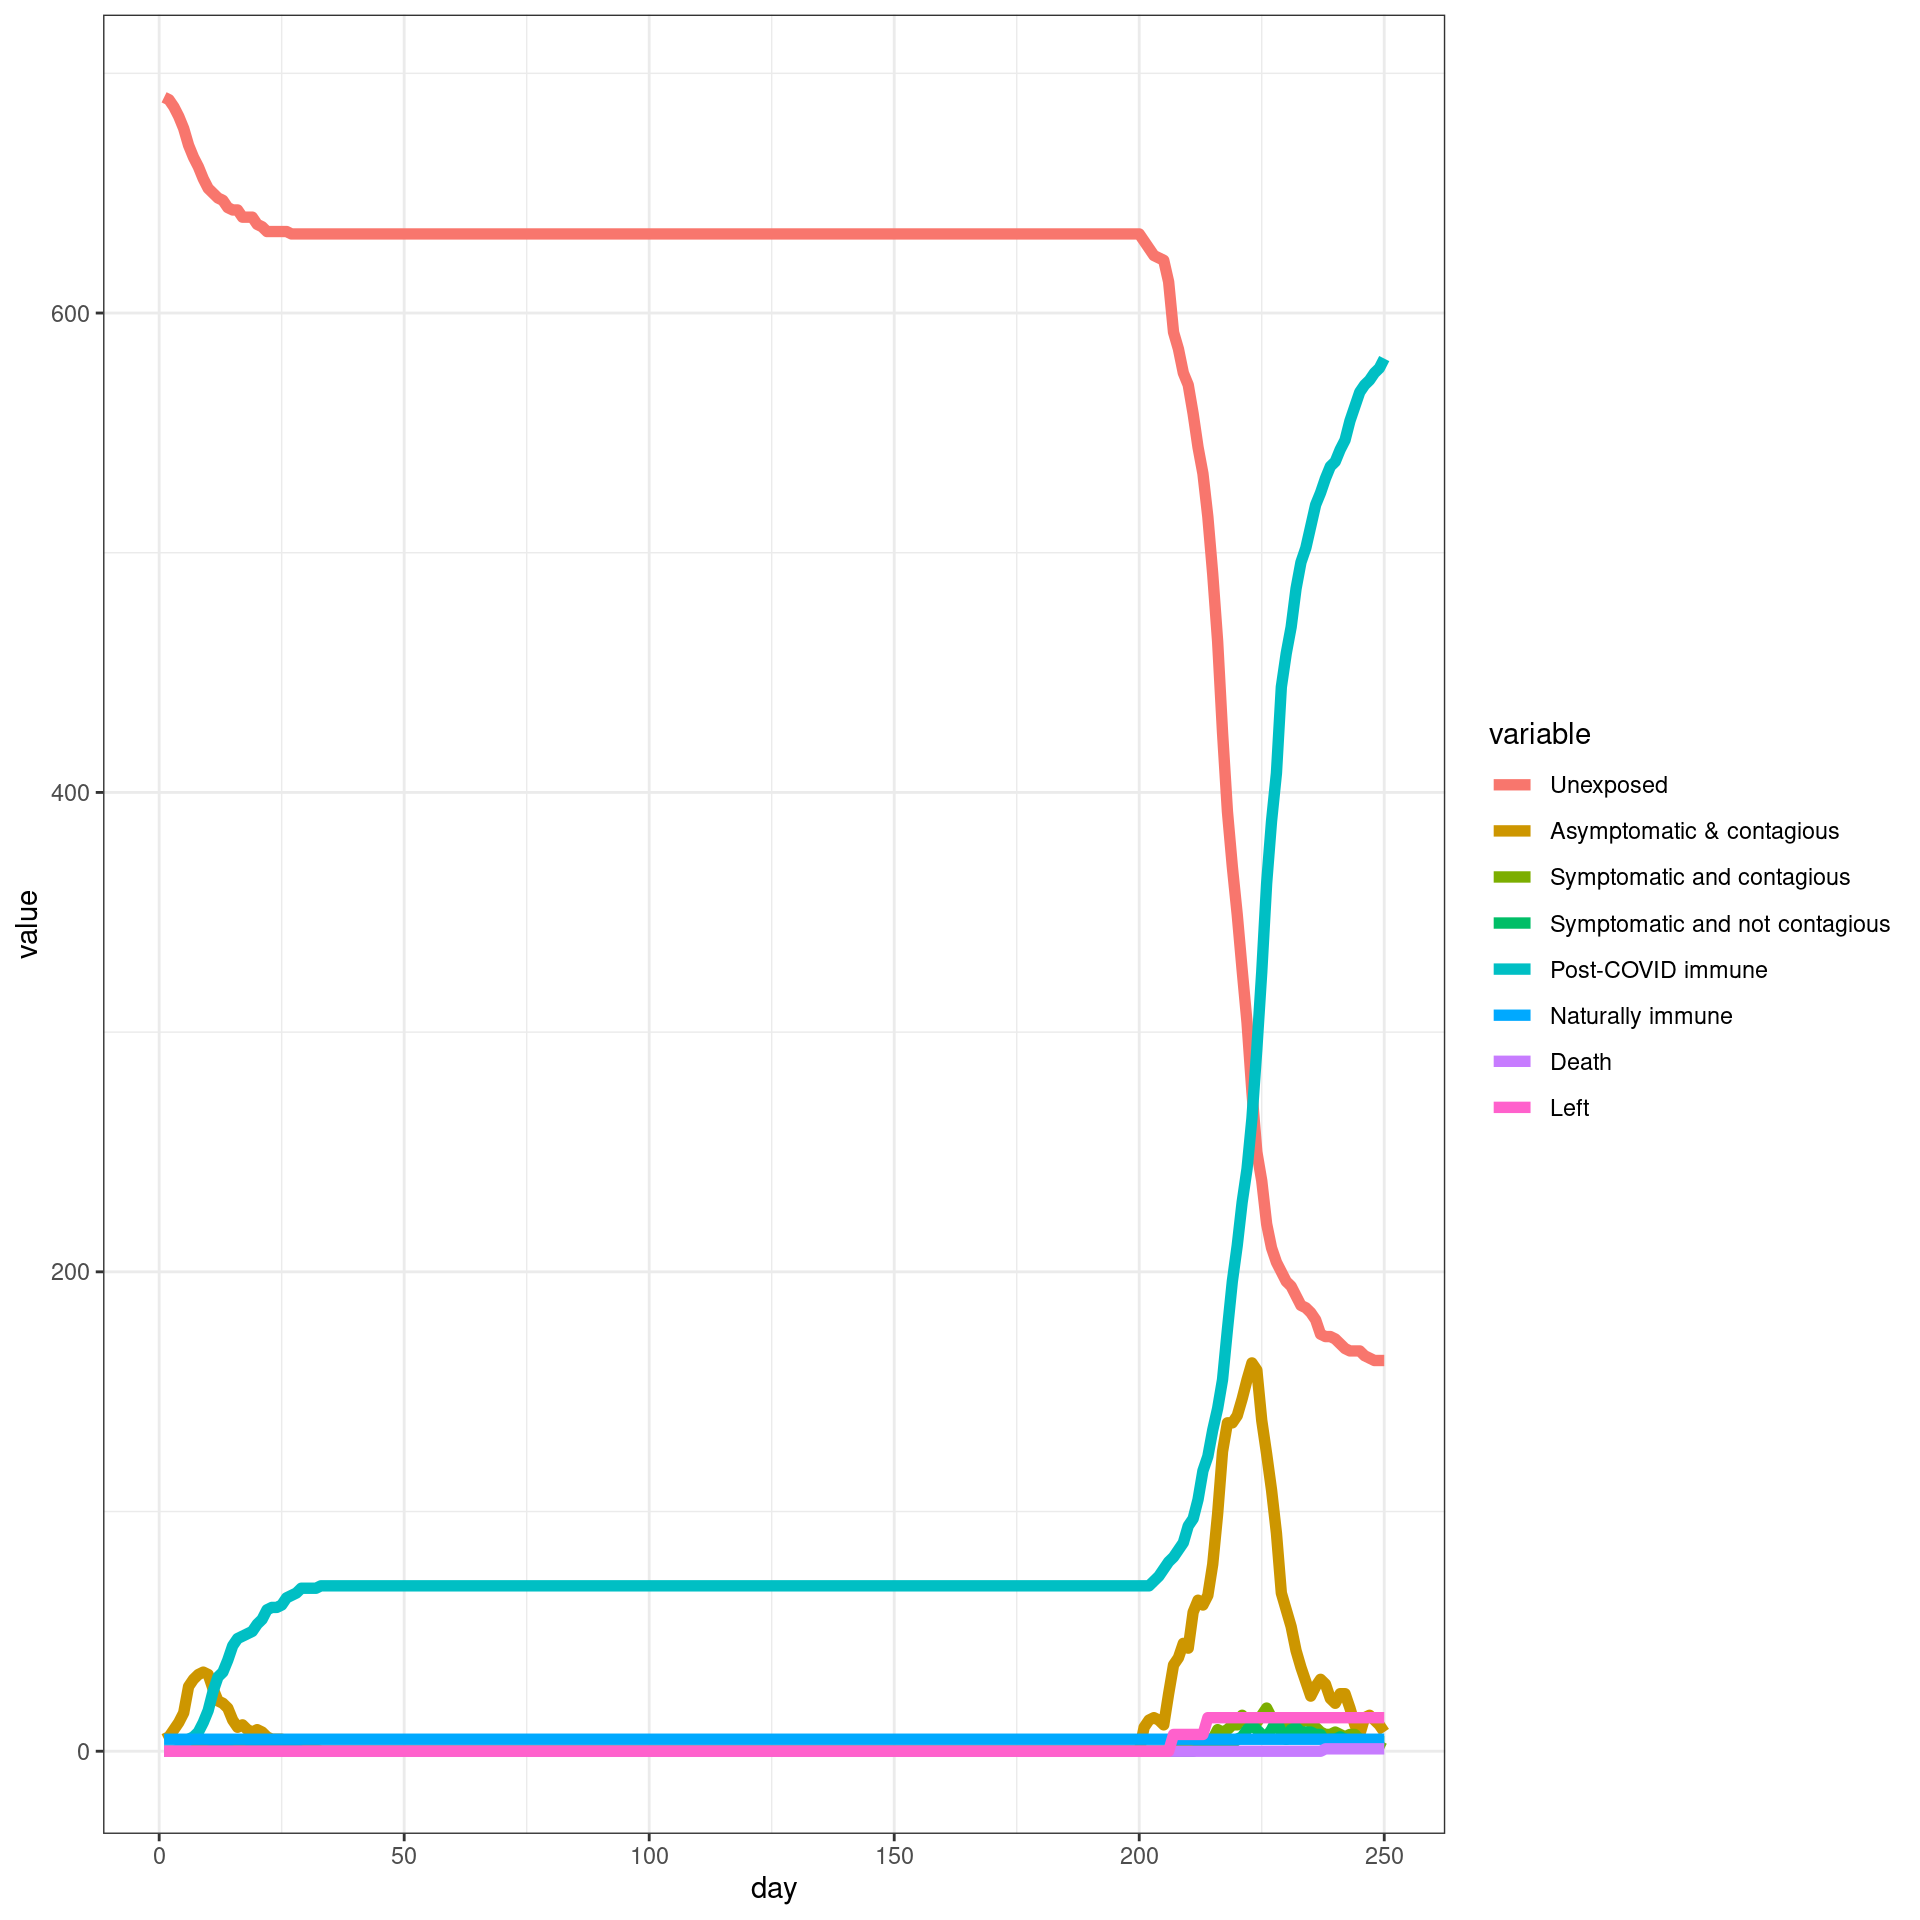 600
400
200
0
value
0
50
100
150
200
250
day
variable
Unexposed
Asymptomatic & contagious
Symptomatic and contagious
Symptomatic and not contagious
Post-COVID immune
Naturally immune
Death
Left